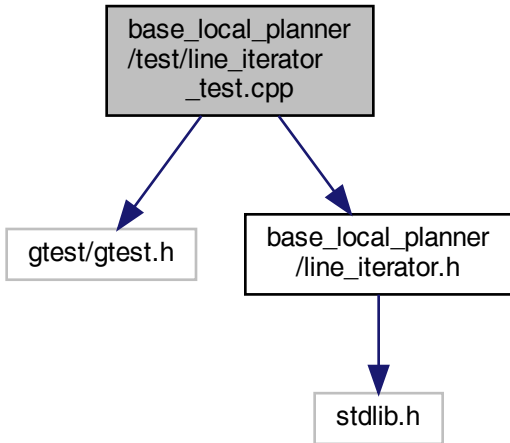 base_local_planner
/test/line_iterator
_test.cpp
gtest/gtest.h
base_local_planner
/line_iterator.h
stdlib.h